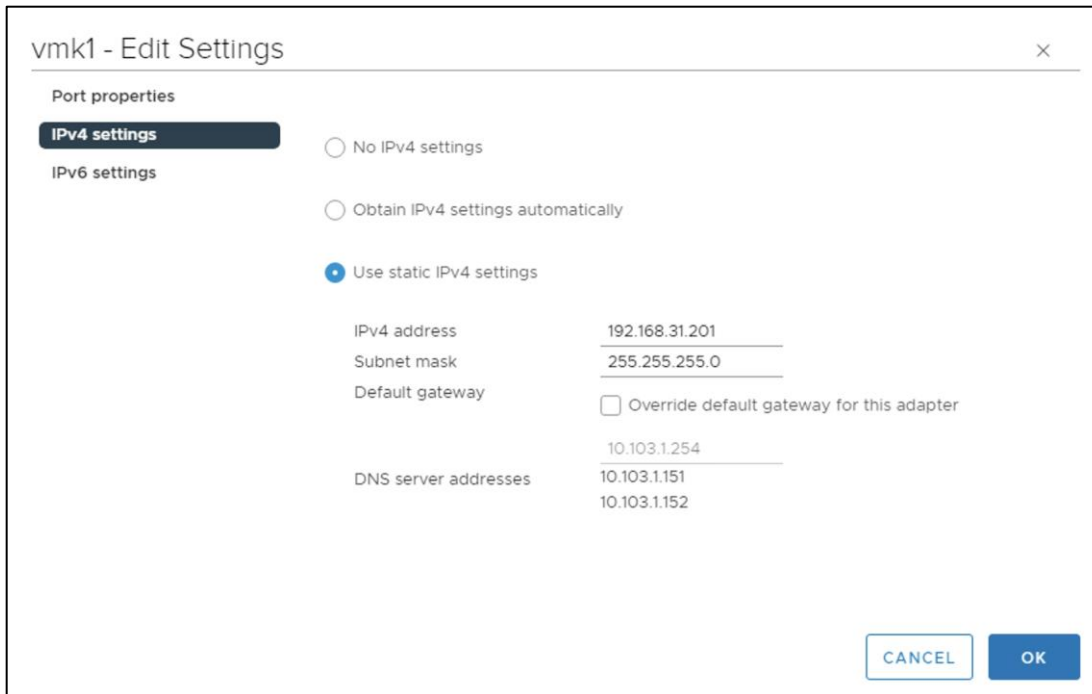 vmk1 - Edit Settings
Port properties
IPv4 settings
IPv6 settings
No IPv4 settings
Obtain IPv4 settings automatically
Use static IPv4 settings
IPv4 address 192.168.31.201
Subnet mask 255.255.255.0
Default gateway Override default gateway for this adapter
10.103.1.254
DNS server addresses 10.103.1.151
10.103.1.152
CANCEL OK